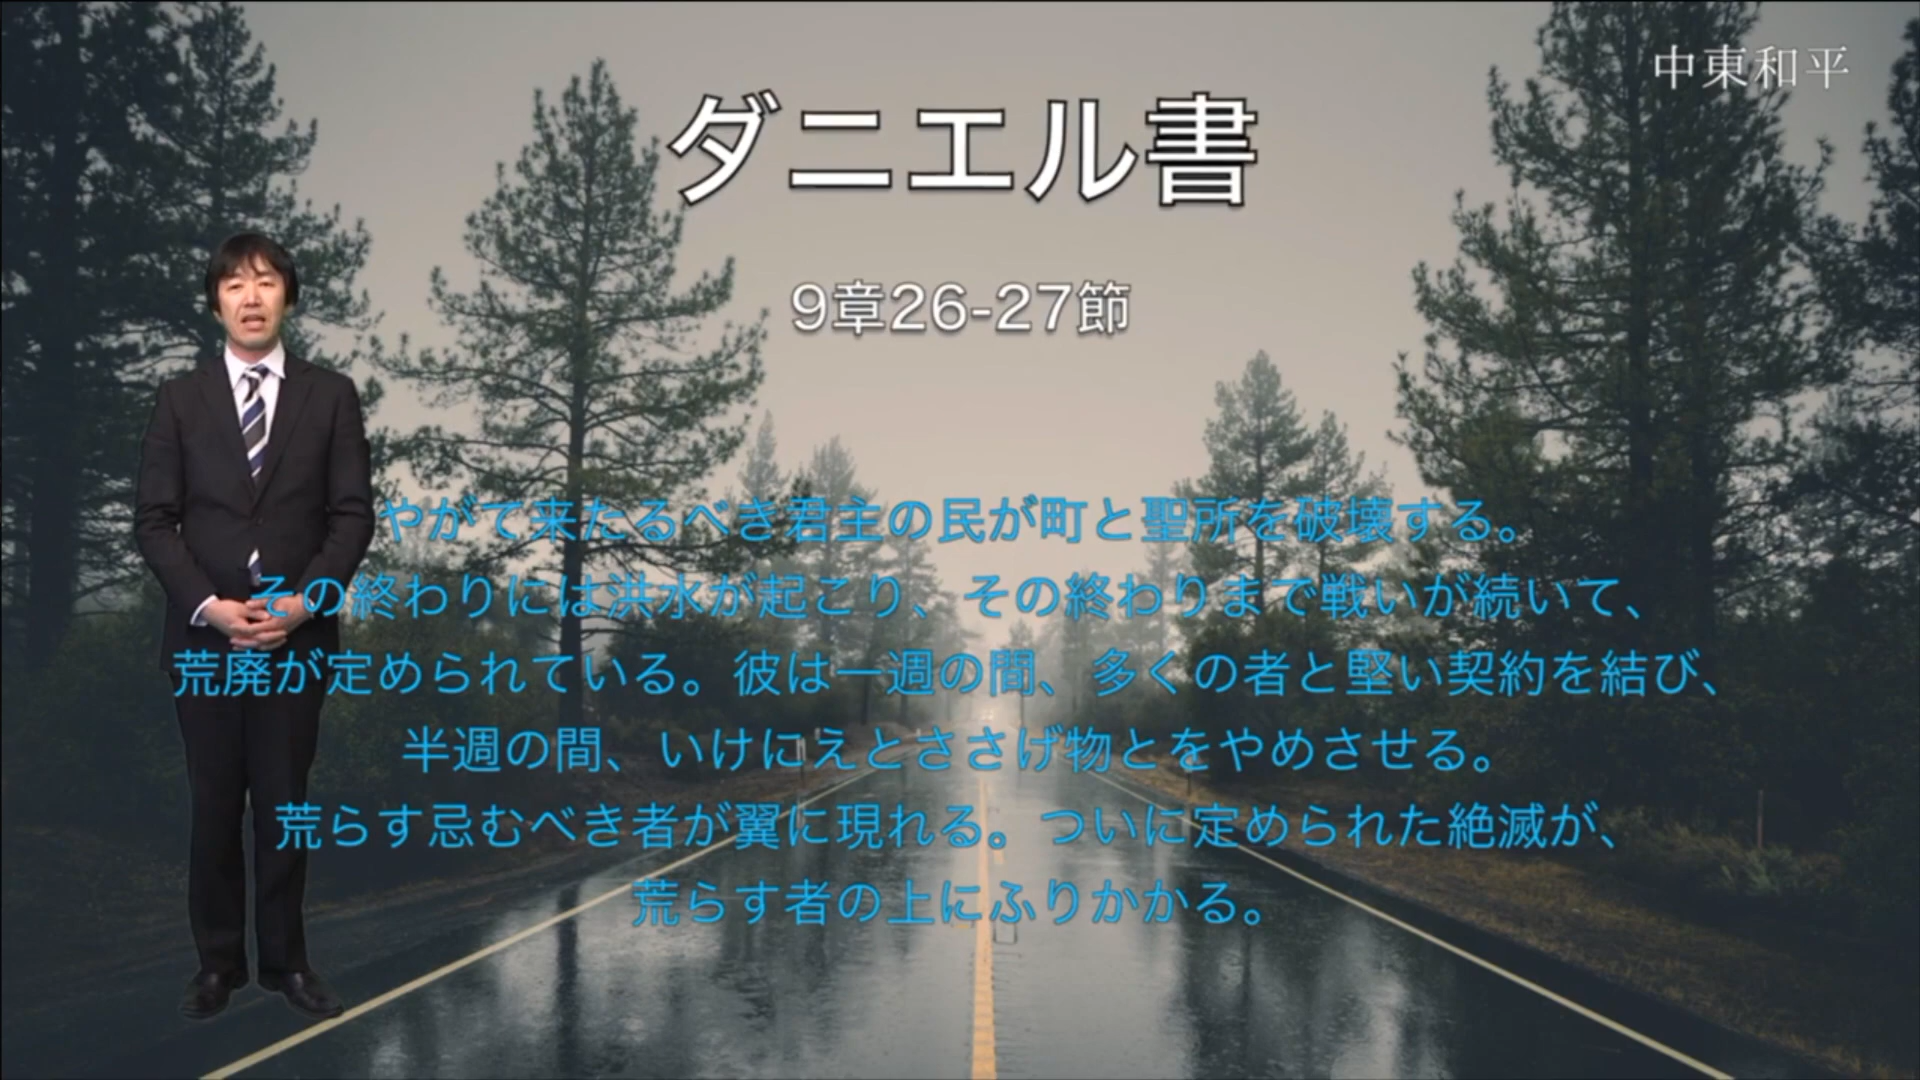 中東和平
ダニエル書
9章26-27節
やがて来たるべき君主の民が町と聖所を破壊する。
その終わりには洪水が起こり、その終わりまで戦いが続いて、
荒廃が定められている。彼は一週の間、多くの者と堅い契約を結び、
半週の間、いけにえとささげ物とをやめさせる。
荒らす忌むべき者が翼に現れる。ついに定められた絶滅が、
荒らす者の上にふりかかる。